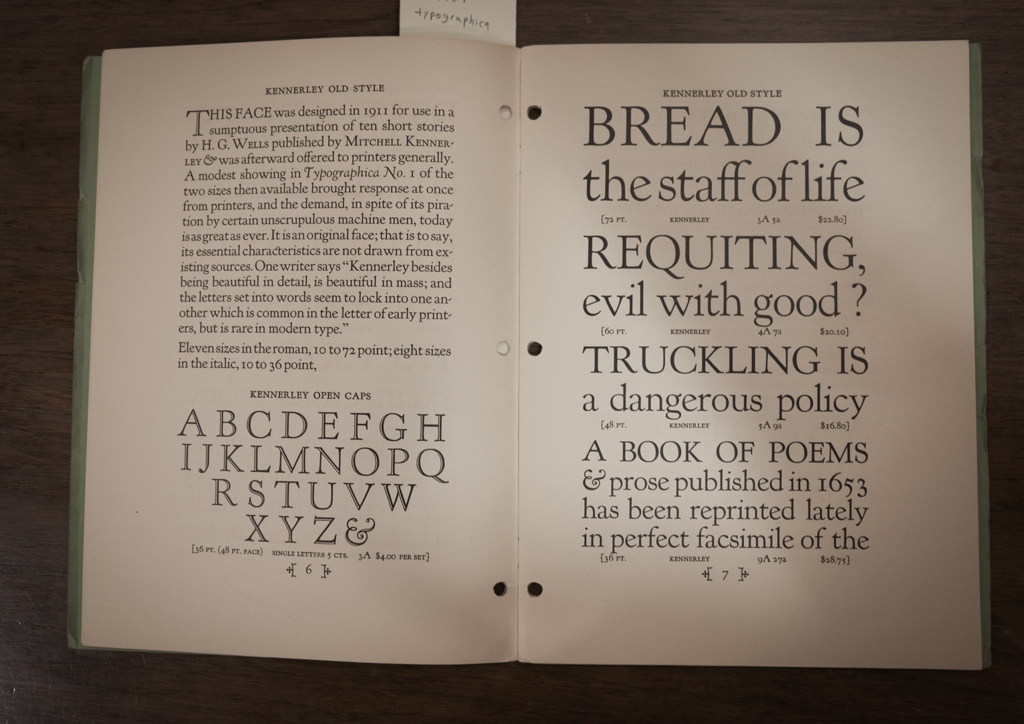 typographica
KENNERLEY OLD STYLE
THIS FACE was designed in 1911 for use in a
sumptuous presentation of ten short stories
by H. G. WELLS published by MITCHELL KENNER-
LEY & was afterward offered to printers generally.
A modest showing in Typographica No. 1 of the
two sizes then available brought response at once
from printers, and the demand, in spite of its pira-
tion by certain unscrupulous machine men, today
is as great as ever. It is an original face; that is to say,
its essential characteristics are not drawn from ex-
isting sources. One writer says "Kennerley besides
being beautiful in detail, is beautiful in mass; and
the letters set into words seem to lock into one an-
other which is common in the letter of early print-
ers, but is rare in modern type."
Eleven sizes in the roman, 10 to 72 point; eight sizes
in the italic, 10 to 36 point,
KENNERLEY OPEN CAPS
A B C D E F G H
I J K L M N O P Q
R S T U V W
X Y Z &
[36 PT. (48 PT. FACE) SINGLE LETTERS 5 CTS. 3A $4.00 PER SET]
[ 6 ]
KENNERLEY OLD STYLE
BREAD IS
the staff of life
[72 PT. KENNERLEY 3A 5a $22.80]
REQUITING,
evil with good ?
[60 PT. KENNERLEY 4A 7a $20.10]
TRUCKLING IS
a dangerous policy
[48 PT. KENNERLEY 5A 9a $16.80]
A BOOK OF POEMS
& prose published in 1653
has been reprinted lately
in perfect facsimile of the
[36 PT. KENNERLEY 9A 27a $28.75]
[ 7 ]